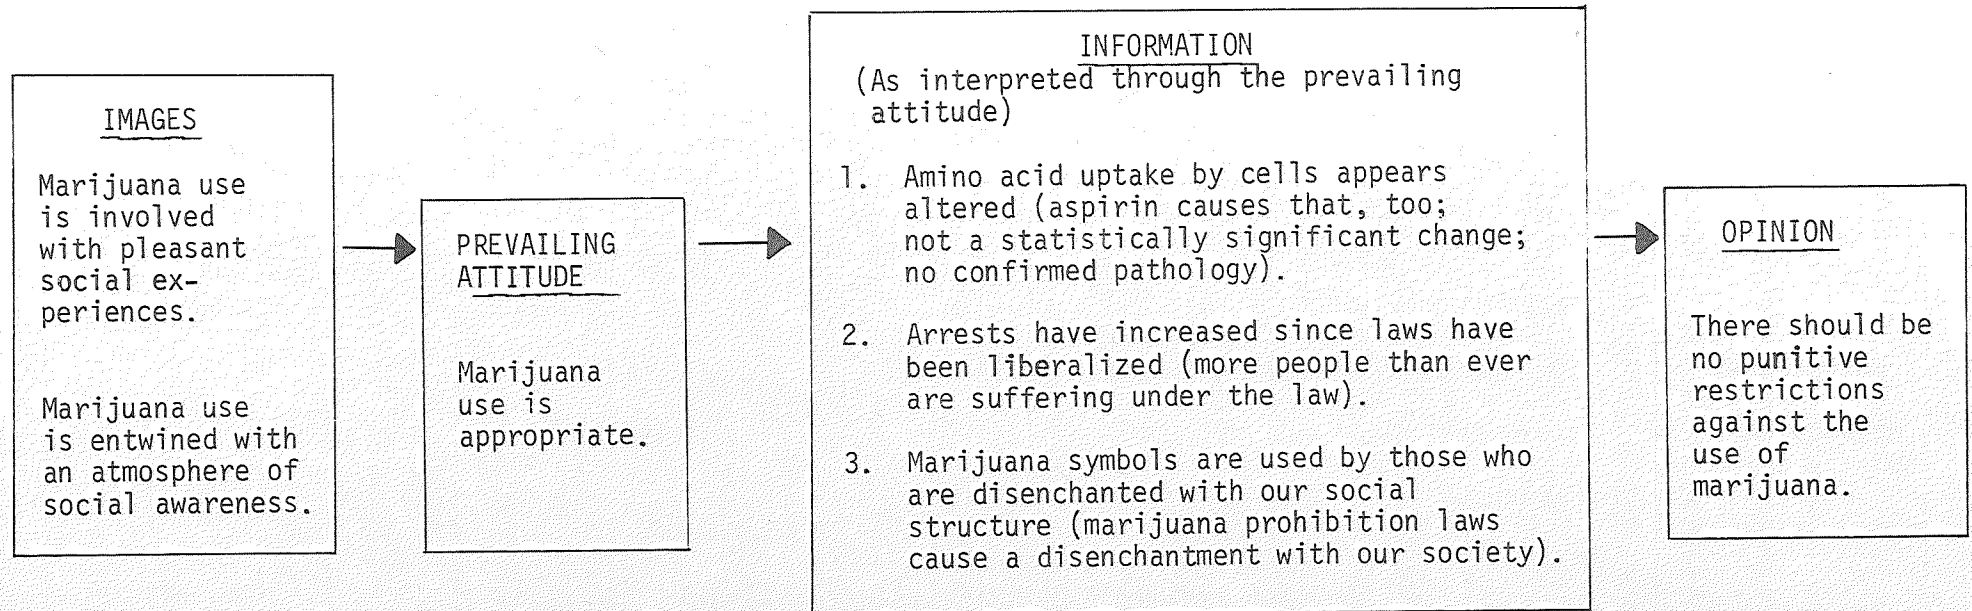 IMAGES
Marijuana use
is involved
with pleasant
social ex-
periences.
Marijuana use
is entwined with
an atmosphere of
social awareness.
PREVAILING
ATTITUDE
Marijuana
use is
appropriate.
INFORMATION
(As interpreted through the prevailing
attitude)
1. Amino acid uptake by cells appears
altered (aspirin causes that, too;
not a statistically significant change;
no confirmed pathology).
2. Arrests have increased since laws have
been liberalized (more people than ever
are suffering under the law).
3. Marijuana symbols are used by those who
are disenchanted with our social
structure (marijuana prohibition laws
cause a disenchantment with our society).
OPINION
There should be
no punitive
restrictions
against the
use of
marijuana.